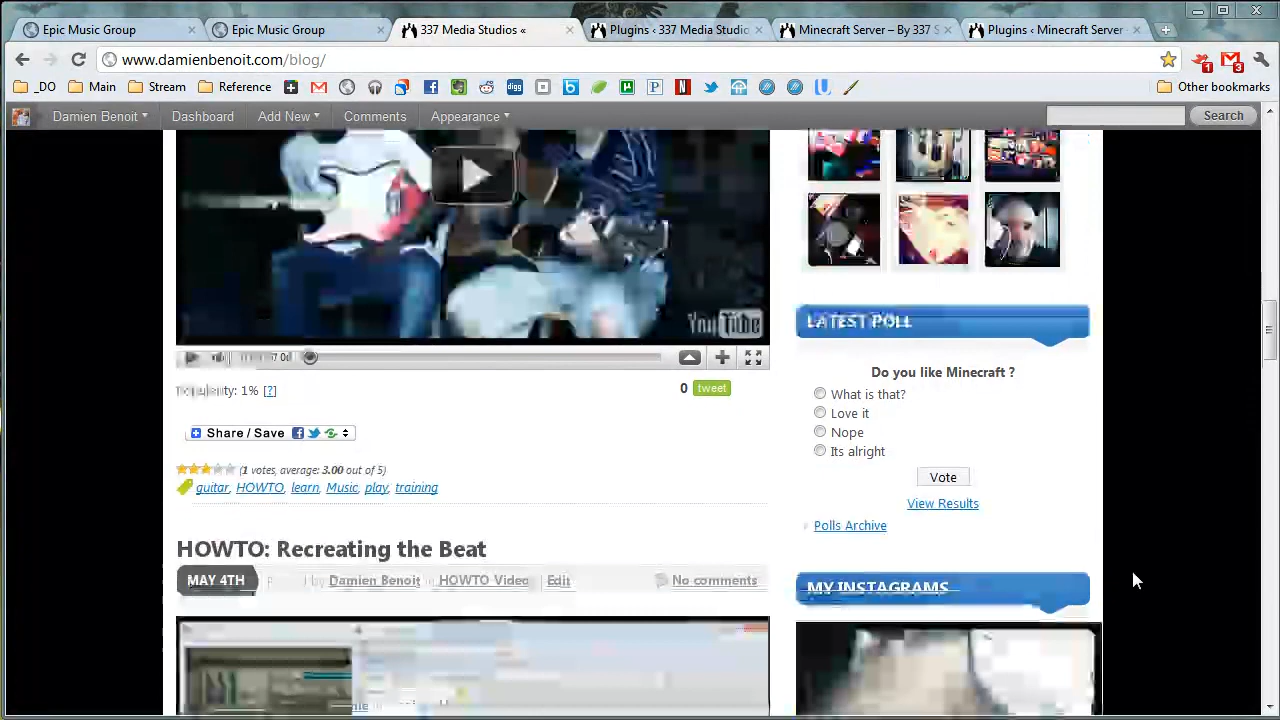 Epic Music Group
Epic Music Group
337 Media Studios «
Plugins ‹ 337 Media Studio
Minecraft Server – By 337 S
Plugins ‹ Minecraft Server
www.damienbenoit.com/blog/
1
3
_DO
Main
Stream
Reference
Other bookmarks
Damien Benoit
Dashboard
Add New
Comments
Appearance
Search
YouTube
1% [?]
0 tweet
Share / Save
(1 votes, average: 3.00 out of 5)
guitar, HOWTO, learn, Music, play, training
HOWTO: Recreating the Beat
MAY 4TH
by Damien Benoit
HOWTO Video
Edit
No comments
LATEST POLL
Do you like Minecraft ?
What is that?
Love it
Nope
Its alright
Vote
View Results
Polls Archive
MY INSTAGRAMS